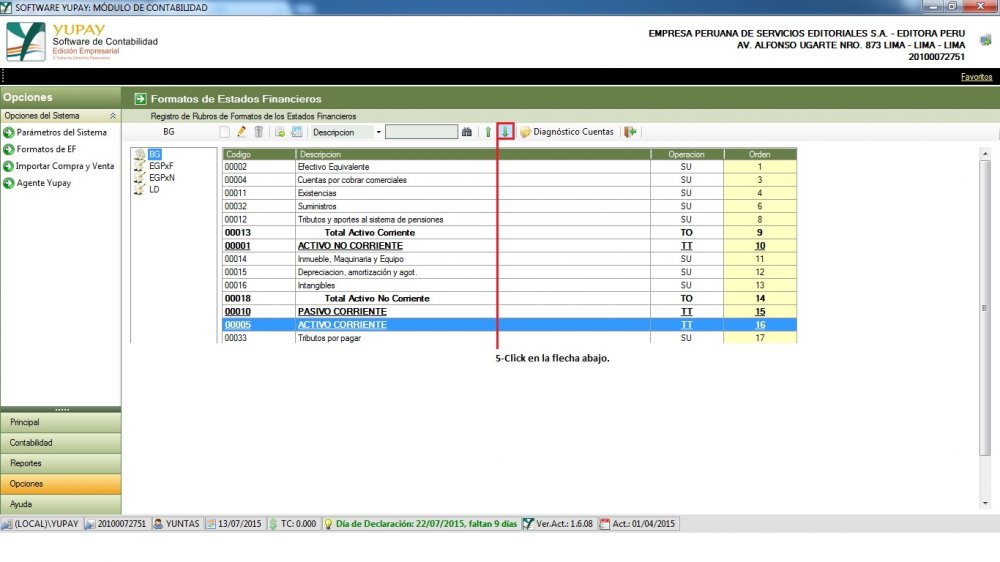 SOFTWARE YUPAY: MÓDULO DE CONTABILIDAD
YUPAY
Software de Contabilidad
Edición Empresarial
© Todos los Derechos Reservados
EMPRESA PERUANA DE SERVICIOS EDITORIALES S.A. - EDITORA PERU
AV. ALFONSO UGARTE NRO. 873 LIMA - LIMA - LIMA
20100072751
Favoritos
Opciones
Formatos de Estados Financieros
Opciones del Sistema
Registro de Rubros de Formatos de los Estados Financieros
Parámetros del Sistema
Formatos de EF
Importar Compra y Venta
Agente Yupay
BG
Descripcion
Diagnóstico Cuentas
BG
EGPxF
EGPxN
LD
Codigo Descripcion Operacion Orden
00002 Efectivo Equivalente SU 1
00004 Cuentas por cobrar comerciales SU 3
00011 Existencias SU 4
00032 Suministros SU 6
00012 Tributos y aportes al sistema de pensiones SU 8
00013 Total Activo Corriente TO 9
00001 ACTIVO NO CORRIENTE TT 10
00014 Inmueble, Maquinaria y Equipo SU 11
00015 Depreciacion, amortización y agot. SU 12
00016 Intangibles SU 13
00018 Total Activo No Corriente TO 14
00010 PASIVO CORRIENTE TT 15
00005 ACTIVO CORRIENTE TT 16
00033 Tributos por pagar SU 17
5-Click en la flecha abajo.
Principal
Contabilidad
Reportes
Opciones
Ayuda
(LOCAL)\YUPAY 20100072751 YUNTAS 13/07/2015 TC: 0.000 Día de Declaración: 22/07/2015, faltan 9 días Ver.Act.: 1.6.08 Act.: 01/04/2015